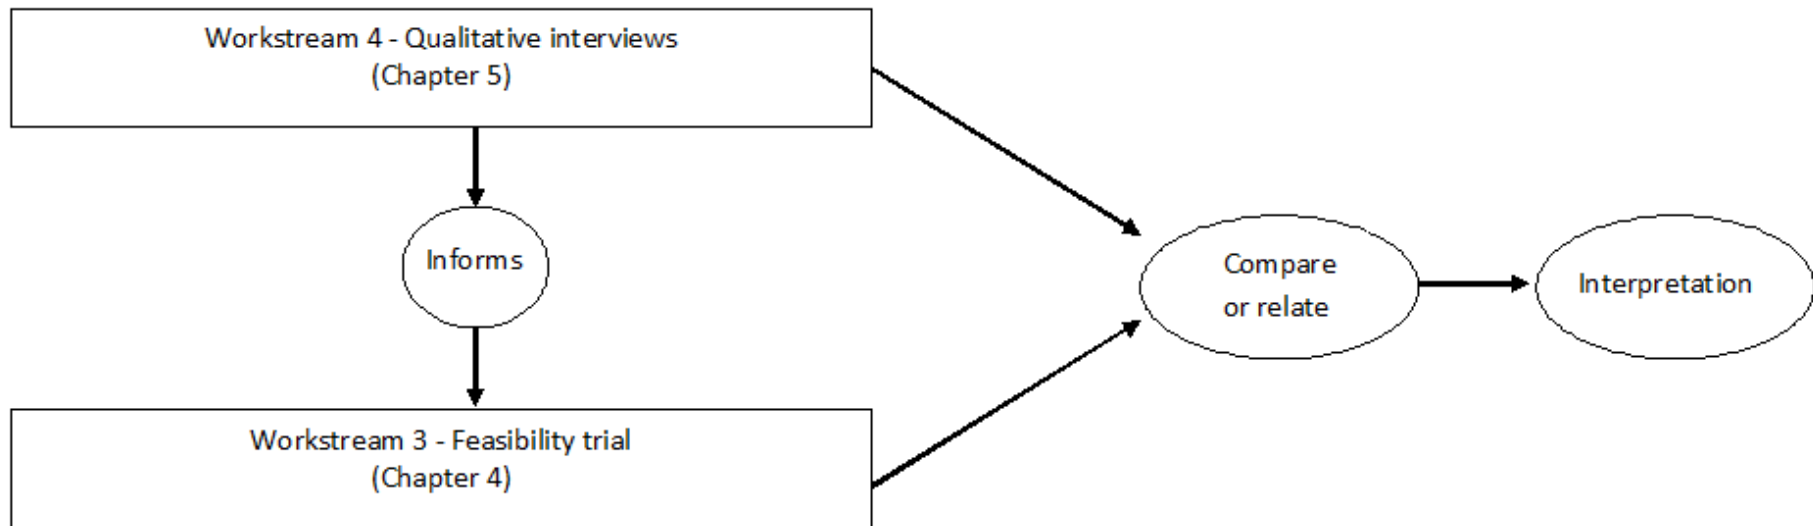 Workstream 4 - Qualitative interviews
(Chapter 5)
Informs
Compare
or relate
Interpretation
Workstream 3 - Feasibility trial
(Chapter 4)